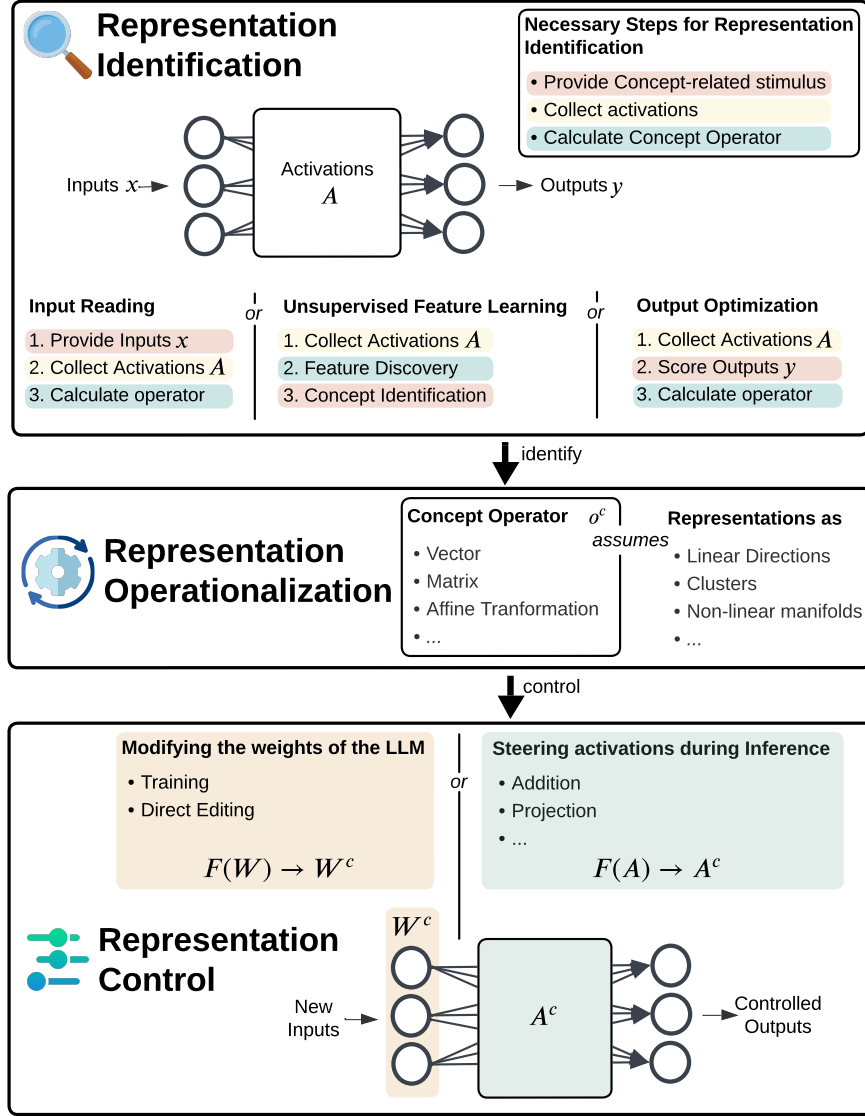 Representation
Identification
Necessary Steps for Representation
Identification
• Provide Concept-related stimulus
• Collect activations
• Calculate Concept Operator
Inputs x
Activations
A
Outputs y
Input Reading
1. Provide Inputs x
2. Collect Activations A
3. Calculate operator
or
Unsupervised Feature Learning
1. Collect Activations A
2. Feature Discovery
3. Concept Identification
or
Output Optimization
1. Collect Activations A
2. Score Outputs y
3. Calculate operator
identify
Representation
Operationalization
Concept Operator o^c
• Vector
• Matrix
• Affine Tranformation
• ...
assumes
Representations as
• Linear Directions
• Clusters
• Non-linear manifolds
• ...
control
Modifying the weights of the LLM
• Training
• Direct Editing
F(W) → W^c
or
Steering activations during Inference
• Addition
• Projection
• ...
F(A) → A^c
Representation
Control
W^c
New
Inputs
A^c
Controlled
Outputs